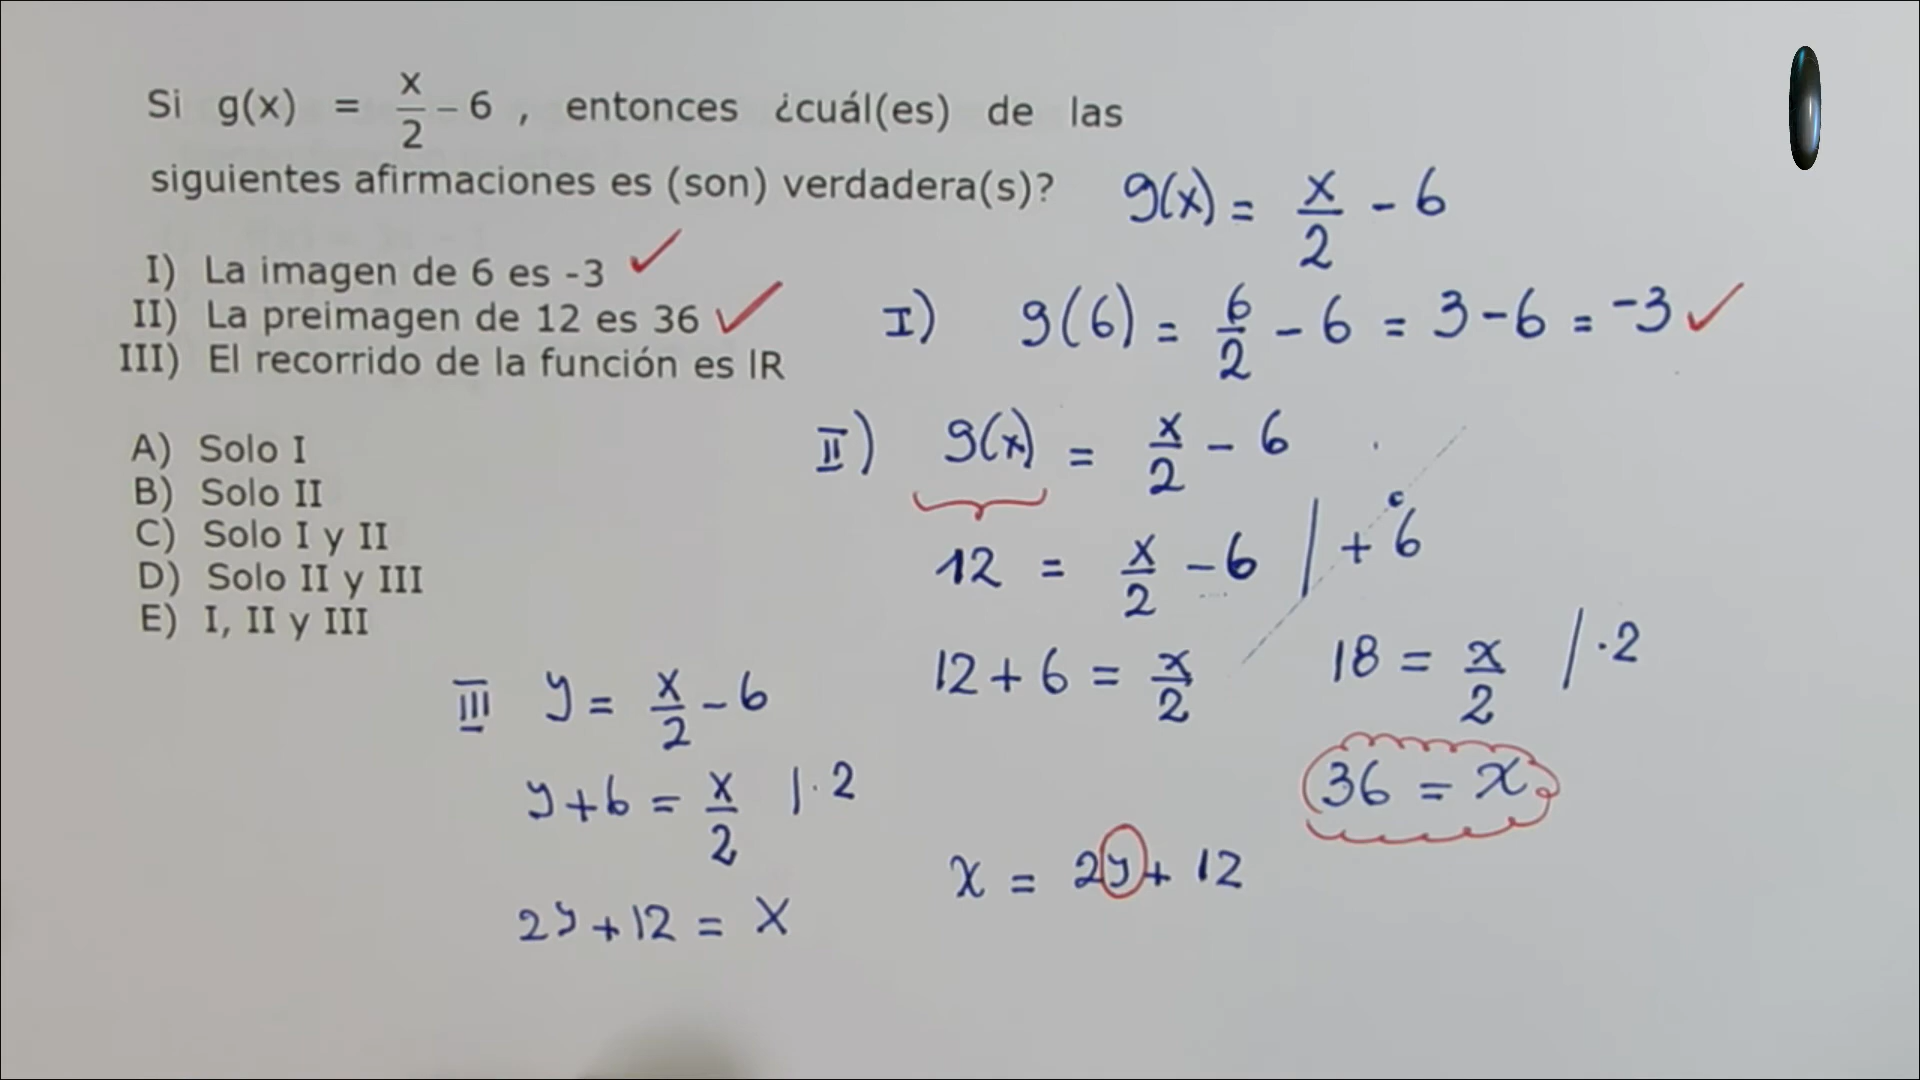 Si g(x) = x/2 – 6 , entonces ¿cuál(es) de las
siguientes afirmaciones es (son) verdadera(s)?
I) La imagen de 6 es -3 ✓
II) La preimagen de 12 es 36 ✓
III) El recorrido de la función es IR
A) Solo I
B) Solo II
C) Solo I y II
D) Solo II y III
E) I, II y III
g(x) = x/2 - 6
I) g(6) = 6/2 - 6 = 3 - 6 = -3 ✓
II) g(x) = x/2 - 6
12 = x/2 - 6 | + 6
12 + 6 = x/2
18 = x/2 / · 2
36 = x
III y = x/2 - 6
y + 6 = x/2 | · 2
2y + 12 = x
x = 2y + 12